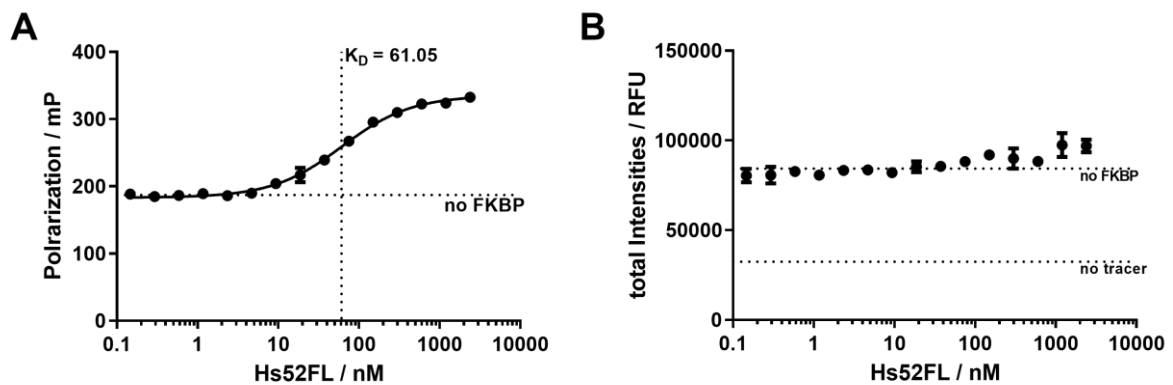 A
B
400
300
200
100
0
Polrarization / mP
K_D = 61.05
no FKBP
0.1 1 10 100 1000 10000
Hs52FL / nM
150000
100000
50000
0
total Intensities / RFU
no FKBP
no tracer
0.1 1 10 100 1000 10000
Hs52FL / nM